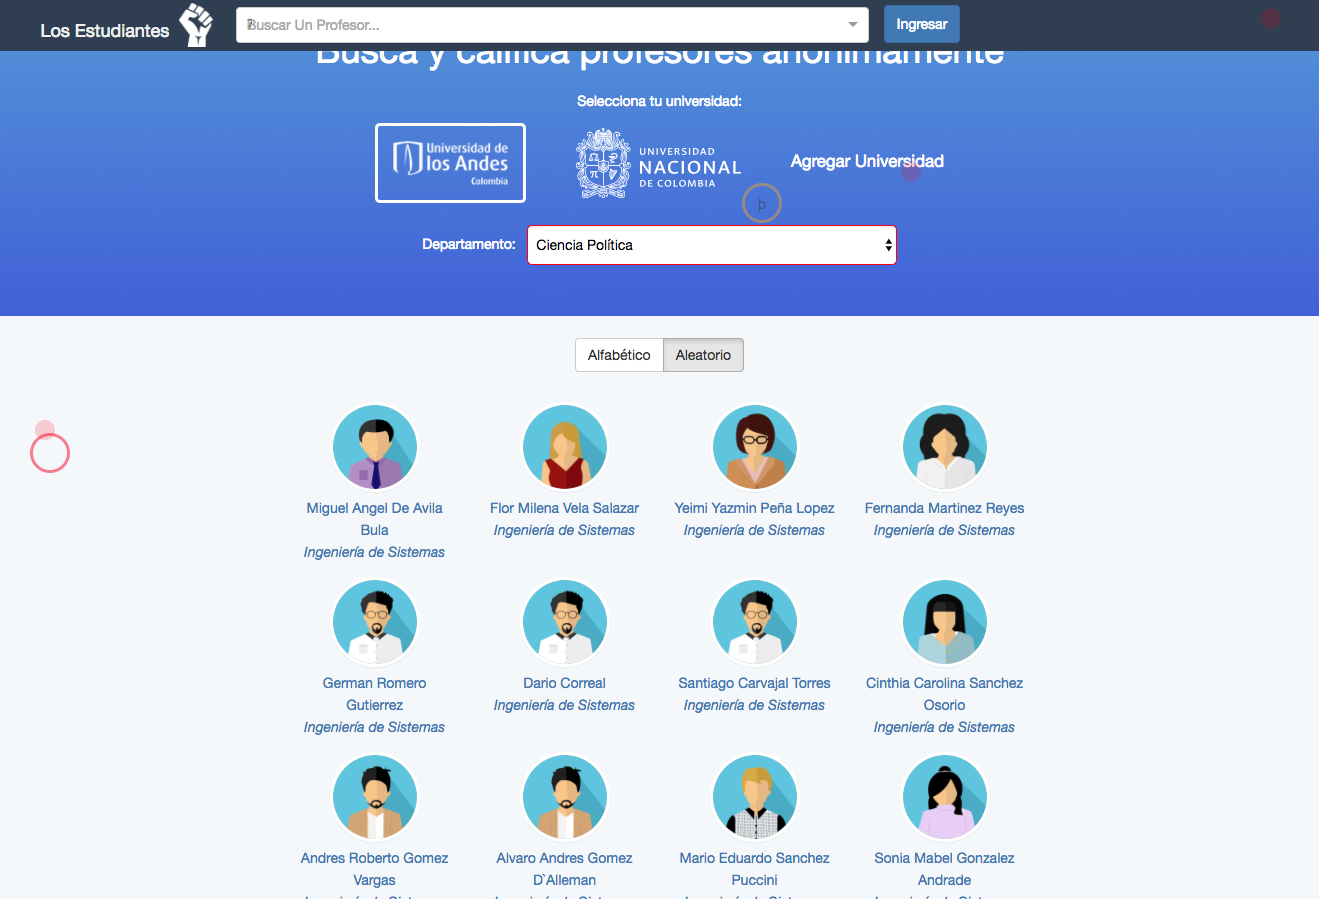 Los Estudiantes
Buscar Un Profesor...
Ingresar
Busca y califica profesores anónimamente
Selecciona tu universidad:
Universidad de
los Andes
Colombia
UNIVERSIDAD
NACIONAL
DE COLOMBIA
Agregar Universidad
þ
Departamento:
Ciencia Política
Alfabético
Aleatorio
Miguel Angel De Avila
Bula
Ingeniería de Sistemas
Flor Milena Vela Salazar
Ingeniería de Sistemas
Yeimi Yazmin Peña Lopez
Ingeniería de Sistemas
Fernanda Martinez Reyes
Ingeniería de Sistemas
German Romero
Gutierrez
Ingeniería de Sistemas
Dario Correal
Ingeniería de Sistemas
Santiago Carvajal Torres
Ingeniería de Sistemas
Cinthia Carolina Sanchez
Osorio
Ingeniería de Sistemas
Andres Roberto Gomez
Vargas
Alvaro Andres Gomez
D`Alleman
Mario Eduardo Sanchez
Puccini
Sonia Mabel Gonzalez
Andrade